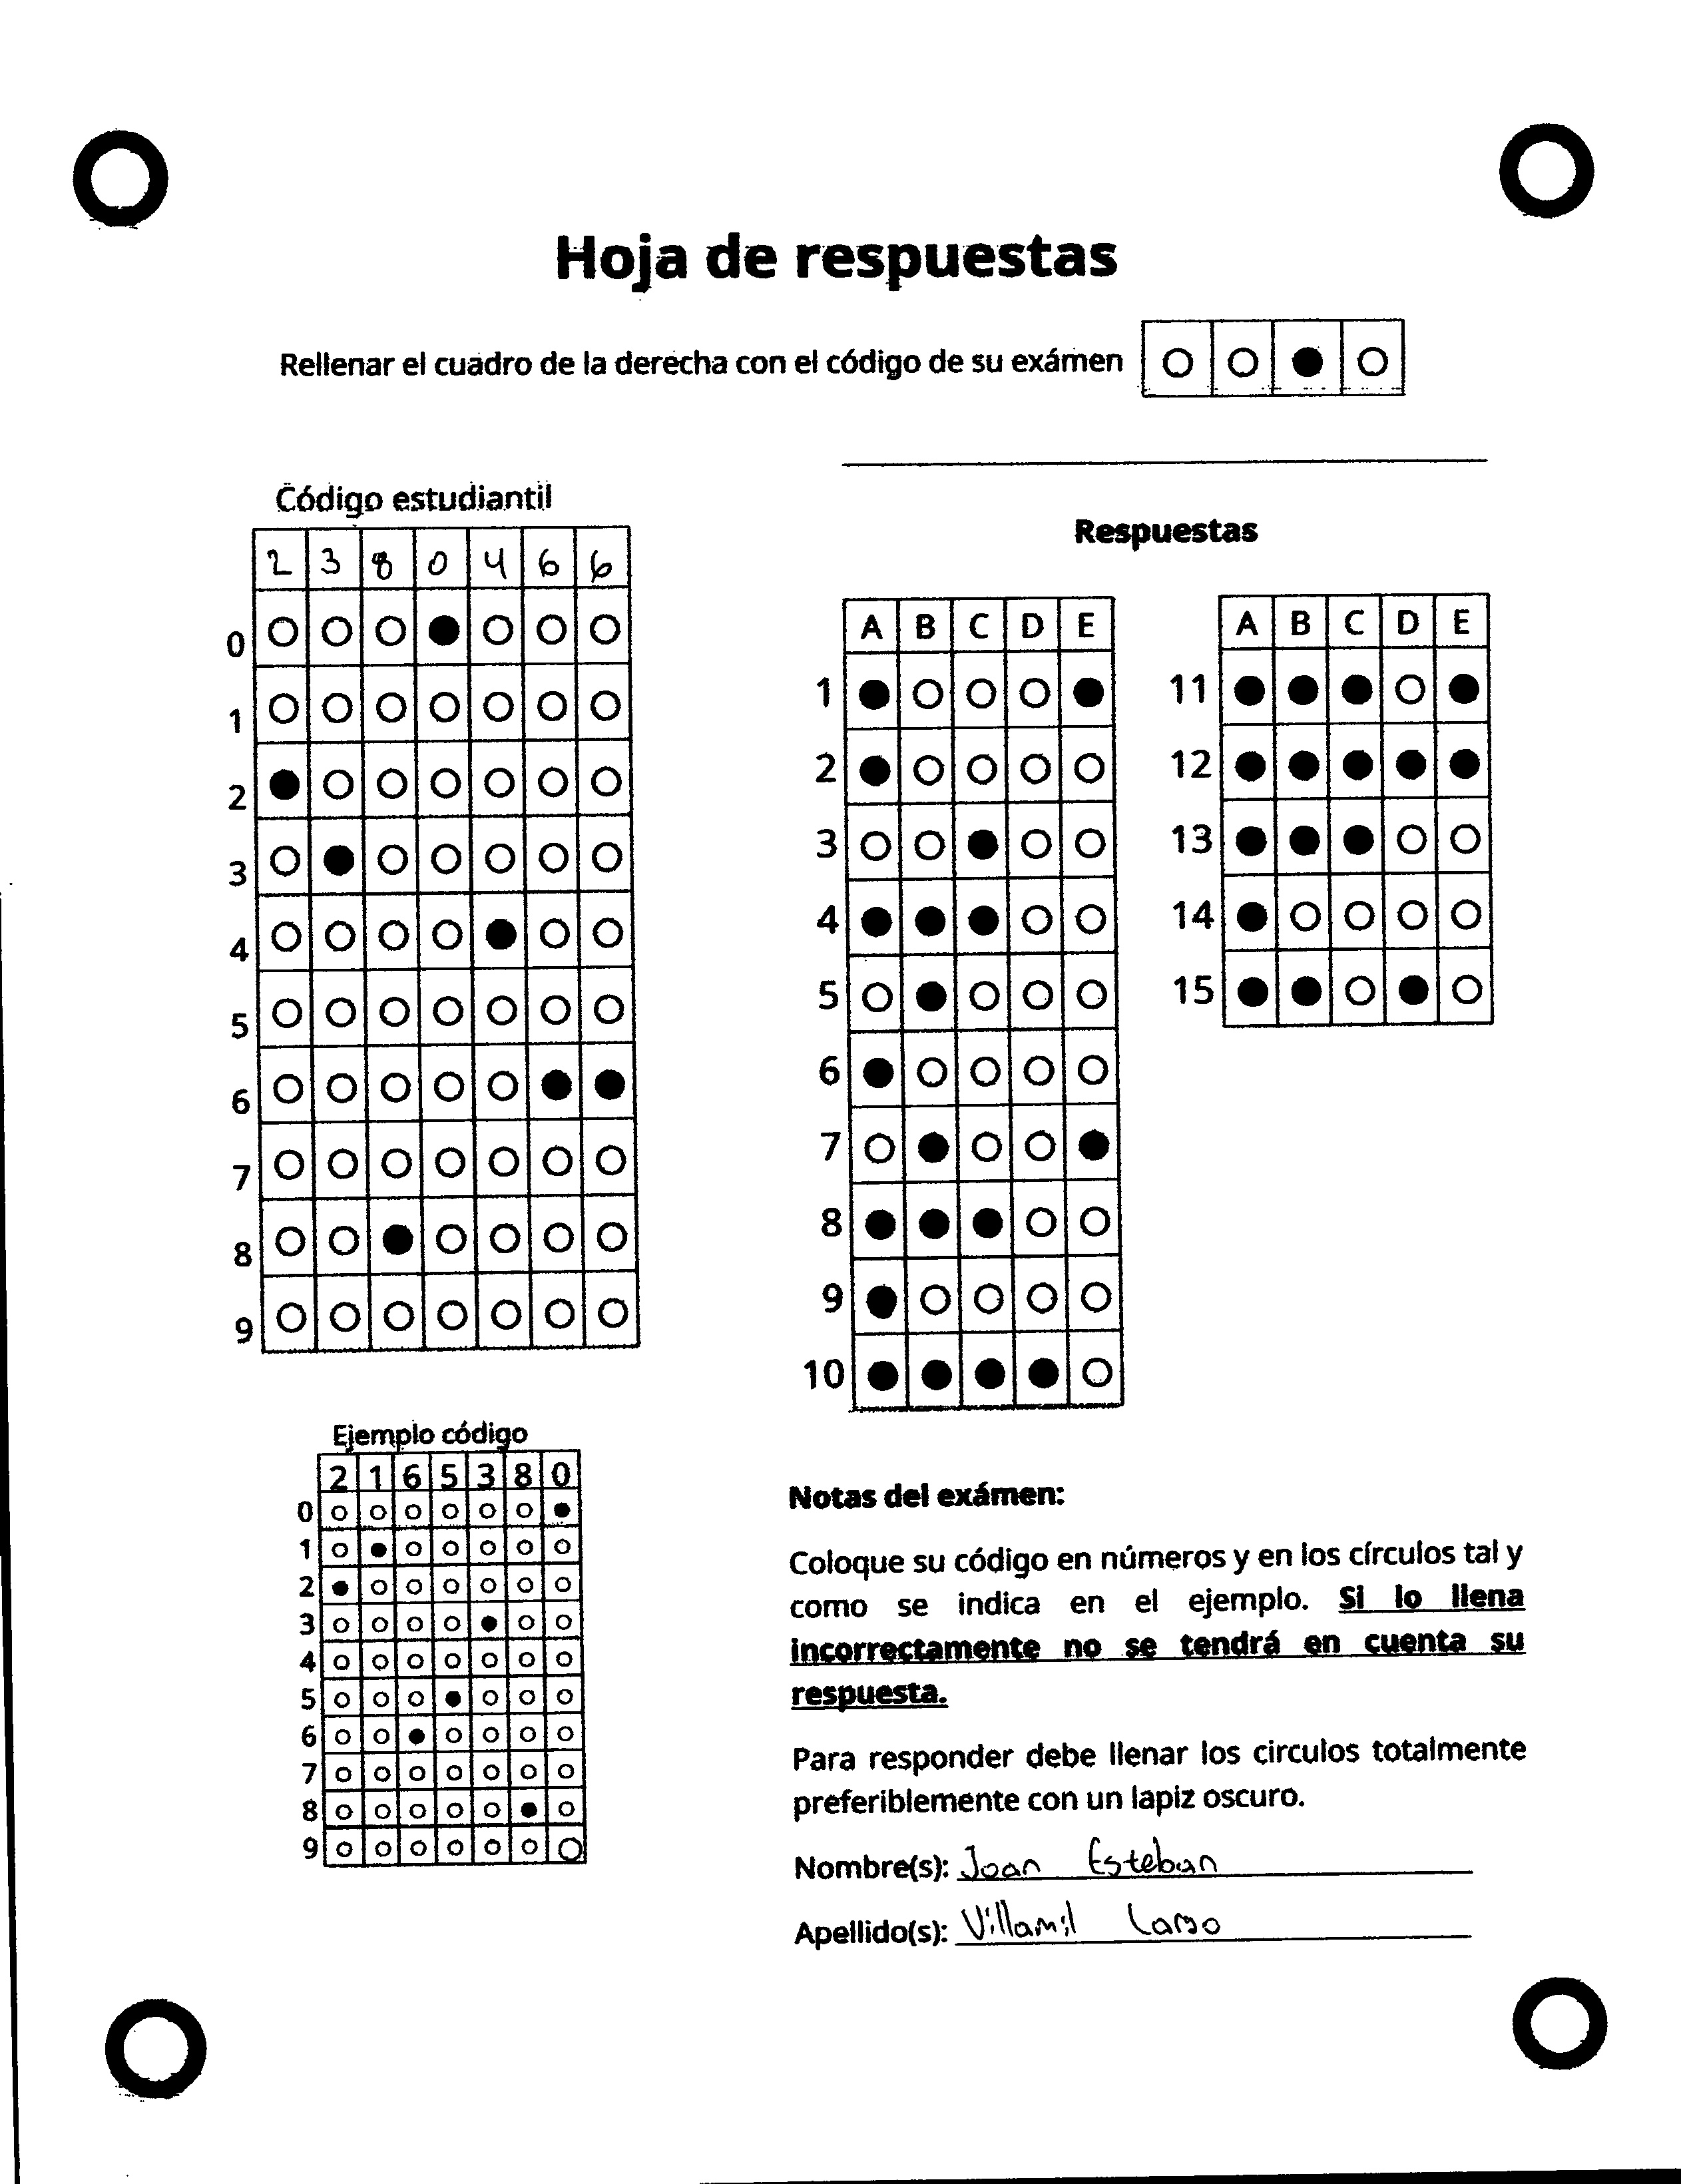 Hoja de respuestas
Rellenar el cuadro de la derecha con el código de su exámen
Código estudiantil
2 3 8 0 4 6 6
0
1
2
3
4
5
6
7
8
9
Respuestas
A B C D E
1
2
3
4
5
6
7
8
9
10
A B C D E
11
12
13
14
15
Ejemplo código
2 1 6 5 3 8 0
0
1
2
3
4
5
6
7
8
9
Notas del exámen:
Coloque su código en números y en los círculos tal y
como se indica en el ejemplo. Si lo llena
incorrectamente no se tendrá en cuenta su
respuesta.
Para responder debe llenar los circulos totalmente
preferiblemente con un lapiz oscuro.
Nombre(s): Joan Esteban
Apellido(s): Villamil